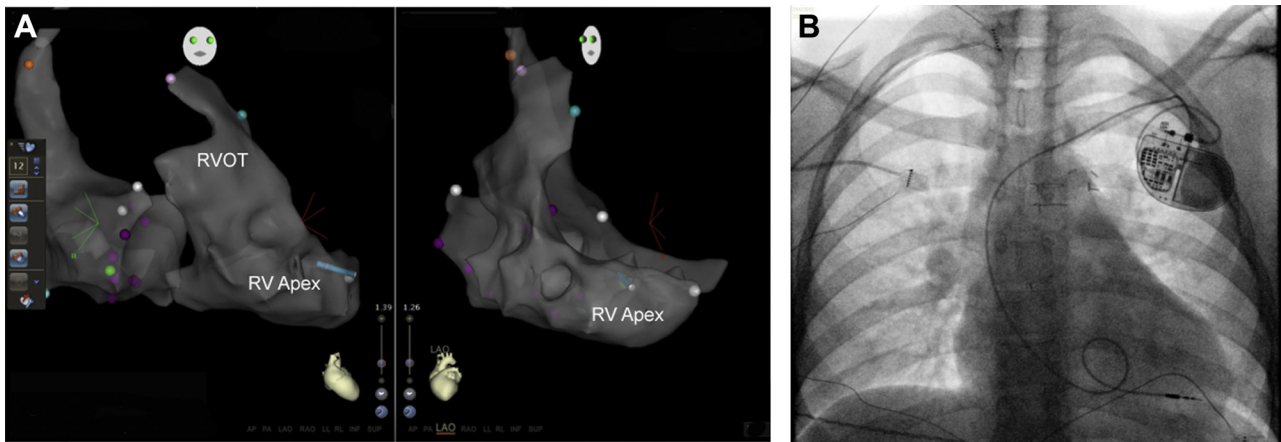 A
RVOT
RV Apex
12
R
1.39
AP PA LAO RAO LL RL INF SUP
1.26
LAO
RV Apex
AP PA LAO RAO LL RL INF SUP
B